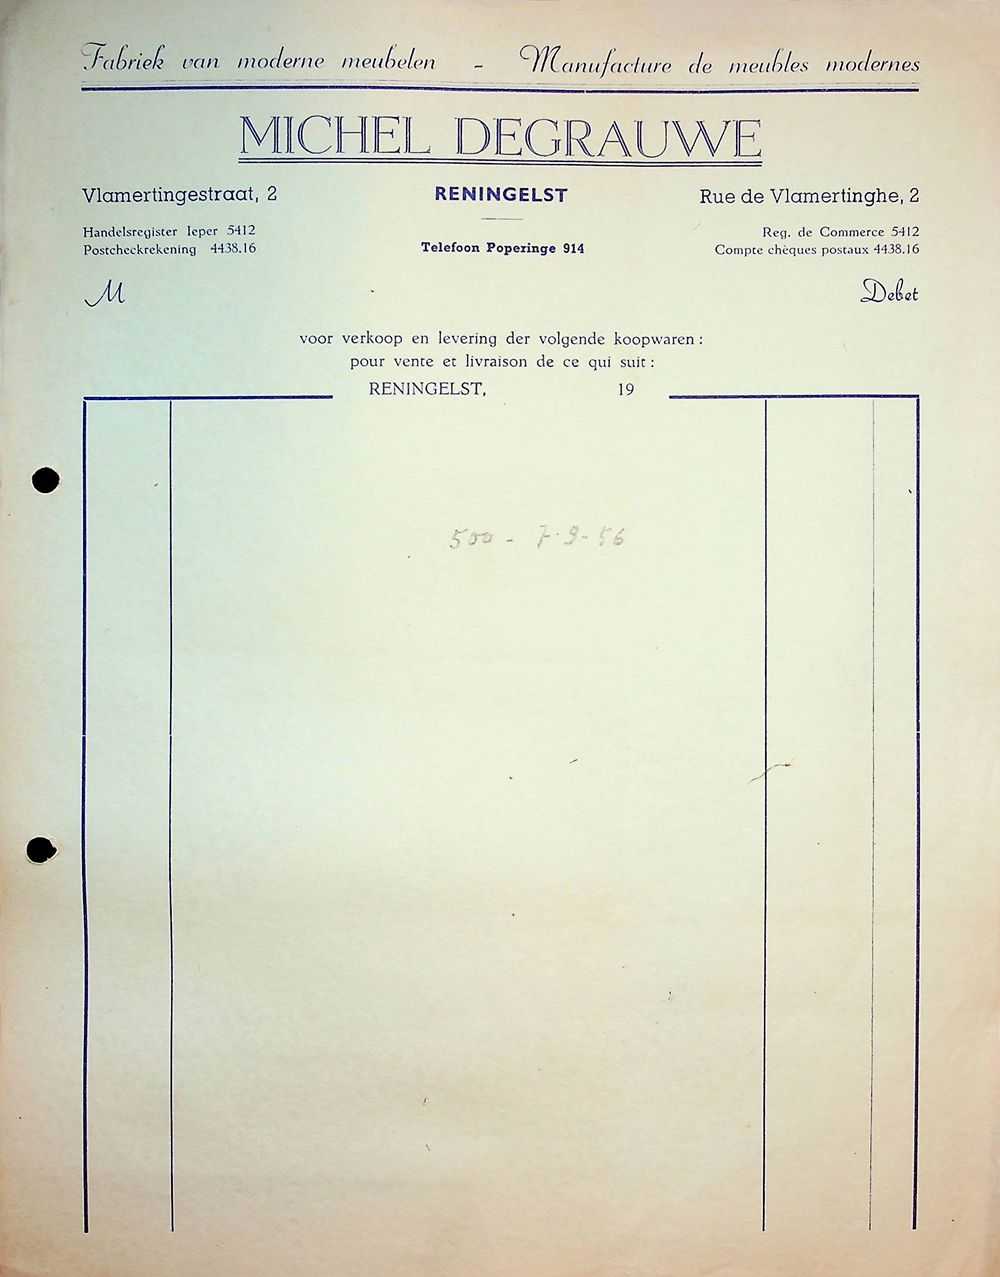 Fabriek van moderne meubelen - Manufacture de meubles modernes
MICHEL DEGRAUWE
Vlamertingestraat, 2 RENINGELST Rue de Vlamertinghe, 2
Handelsregister Ieper 5412 Reg. de Commerce 5412
Postcheckrekening 4438.16 Telefoon Poperinge 914 Compte chèques postaux 4438.16
M Debet
voor verkoop en levering der volgende koopwaren :
pour vente et livraison de ce qui suit :
RENINGELST, 19
500 - 7-9-56